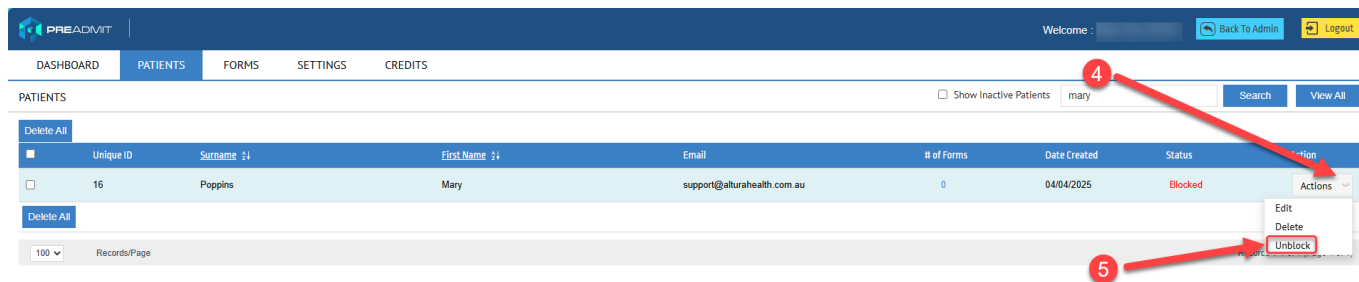 PREADMIT
Welcome :
Back To Admin
Logout
DASHBOARD PATIENTS FORMS SETTINGS CREDITS
4
PATIENTS
Show Inactive Patients mary Search View All
Delete All
Unique ID Surname First Name Email # of Forms Date Created Status Action
16 Poppins Mary support@alturahealth.com.au 0 04/04/2025 Blocked Actions
Delete All
Edit
Delete
Unblock
100 Records/Page
5